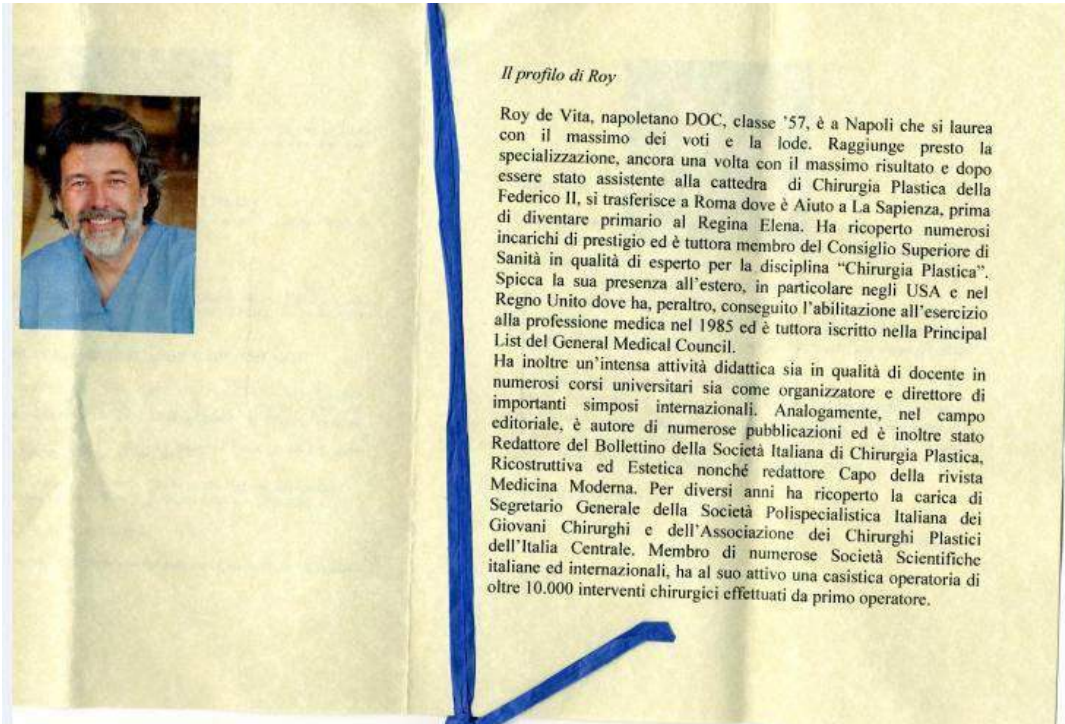 Il profilo di Roy
Roy de Vita, napoletano DOC, classe '57, è a Napoli che si laurea
con il massimo dei voti e la lode. Raggiunge presto la
specializzazione, ancora una volta con il massimo risultato e dopo
essere stato assistente alla cattedra di Chirurgia Plastica della
Federico II, si trasferisce a Roma dove è Aiuto a La Sapienza, prima
di diventare primario al Regina Elena. Ha ricoperto numerosi
incarichi di prestigio ed è tuttora membro del Consiglio Superiore di
Sanità in qualità di esperto per la disciplina “Chirurgia Plastica”.
Spicca la sua presenza all'estero, in particolare negli USA e nel
Regno Unito dove ha, peraltro, conseguito l'abilitazione all'esercizio
alla professione medica nel 1985 ed è tuttora iscritto nella Principal
List del General Medical Council.
Ha inoltre un'intensa attività didattica sia in qualità di docente in
numerosi corsi universitari sia come organizzatore e direttore di
importanti simposi internazionali. Analogamente, nel campo
editoriale, è autore di numerose pubblicazioni ed è inoltre stato
Redattore del Bollettino della Società Italiana di Chirurgia Plastica,
Ricostruttiva ed Estetica nonché redattore Capo della rivista
Medicina Moderna. Per diversi anni ha ricoperto la carica di
Segretario Generale della Società Polispecialistica Italiana dei
Giovani Chirurghi e dell'Associazione dei Chirurghi Plastici
dell'Italia Centrale. Membro di numerose Società Scientifiche
italiane ed internazionali, ha al suo attivo una casistica operatoria di
oltre 10.000 interventi chirurgici effettuati da primo operatore.